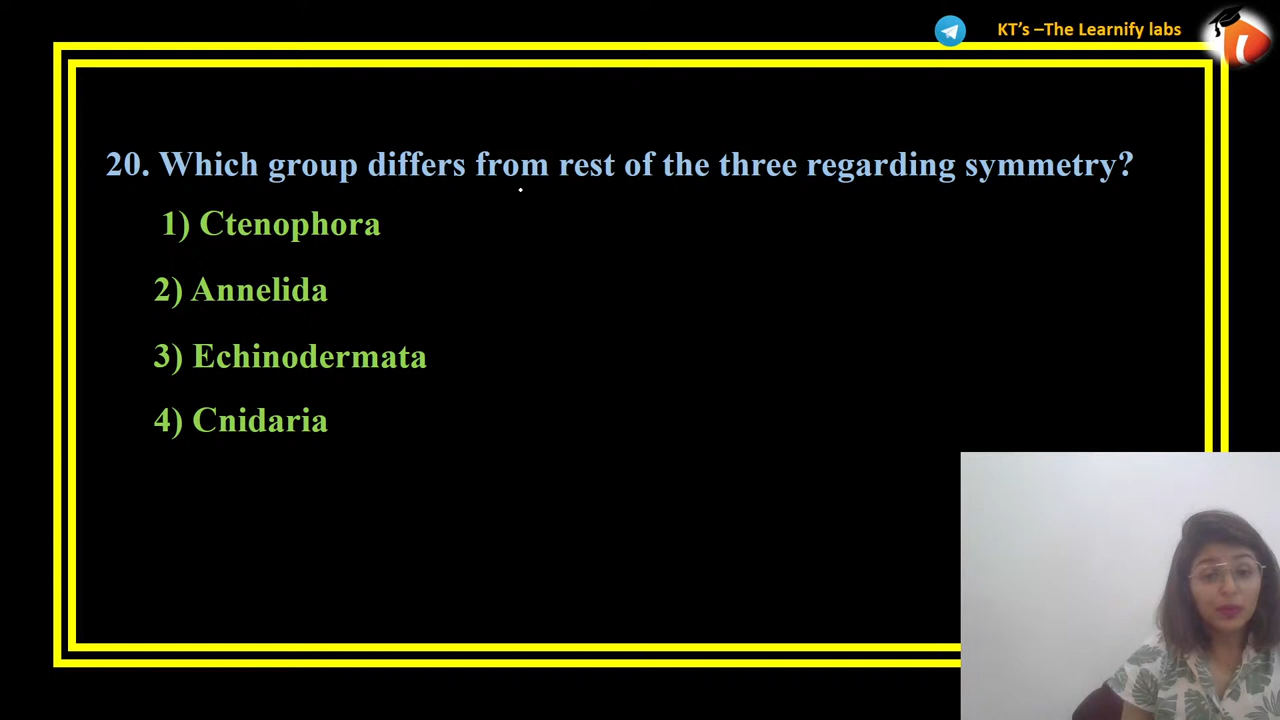 KT's –The Learnify labs
20. Which group differs from rest of the three regarding symmetry?
1) Ctenophora
2) Annelida
3) Echinodermata
4) Cnidaria